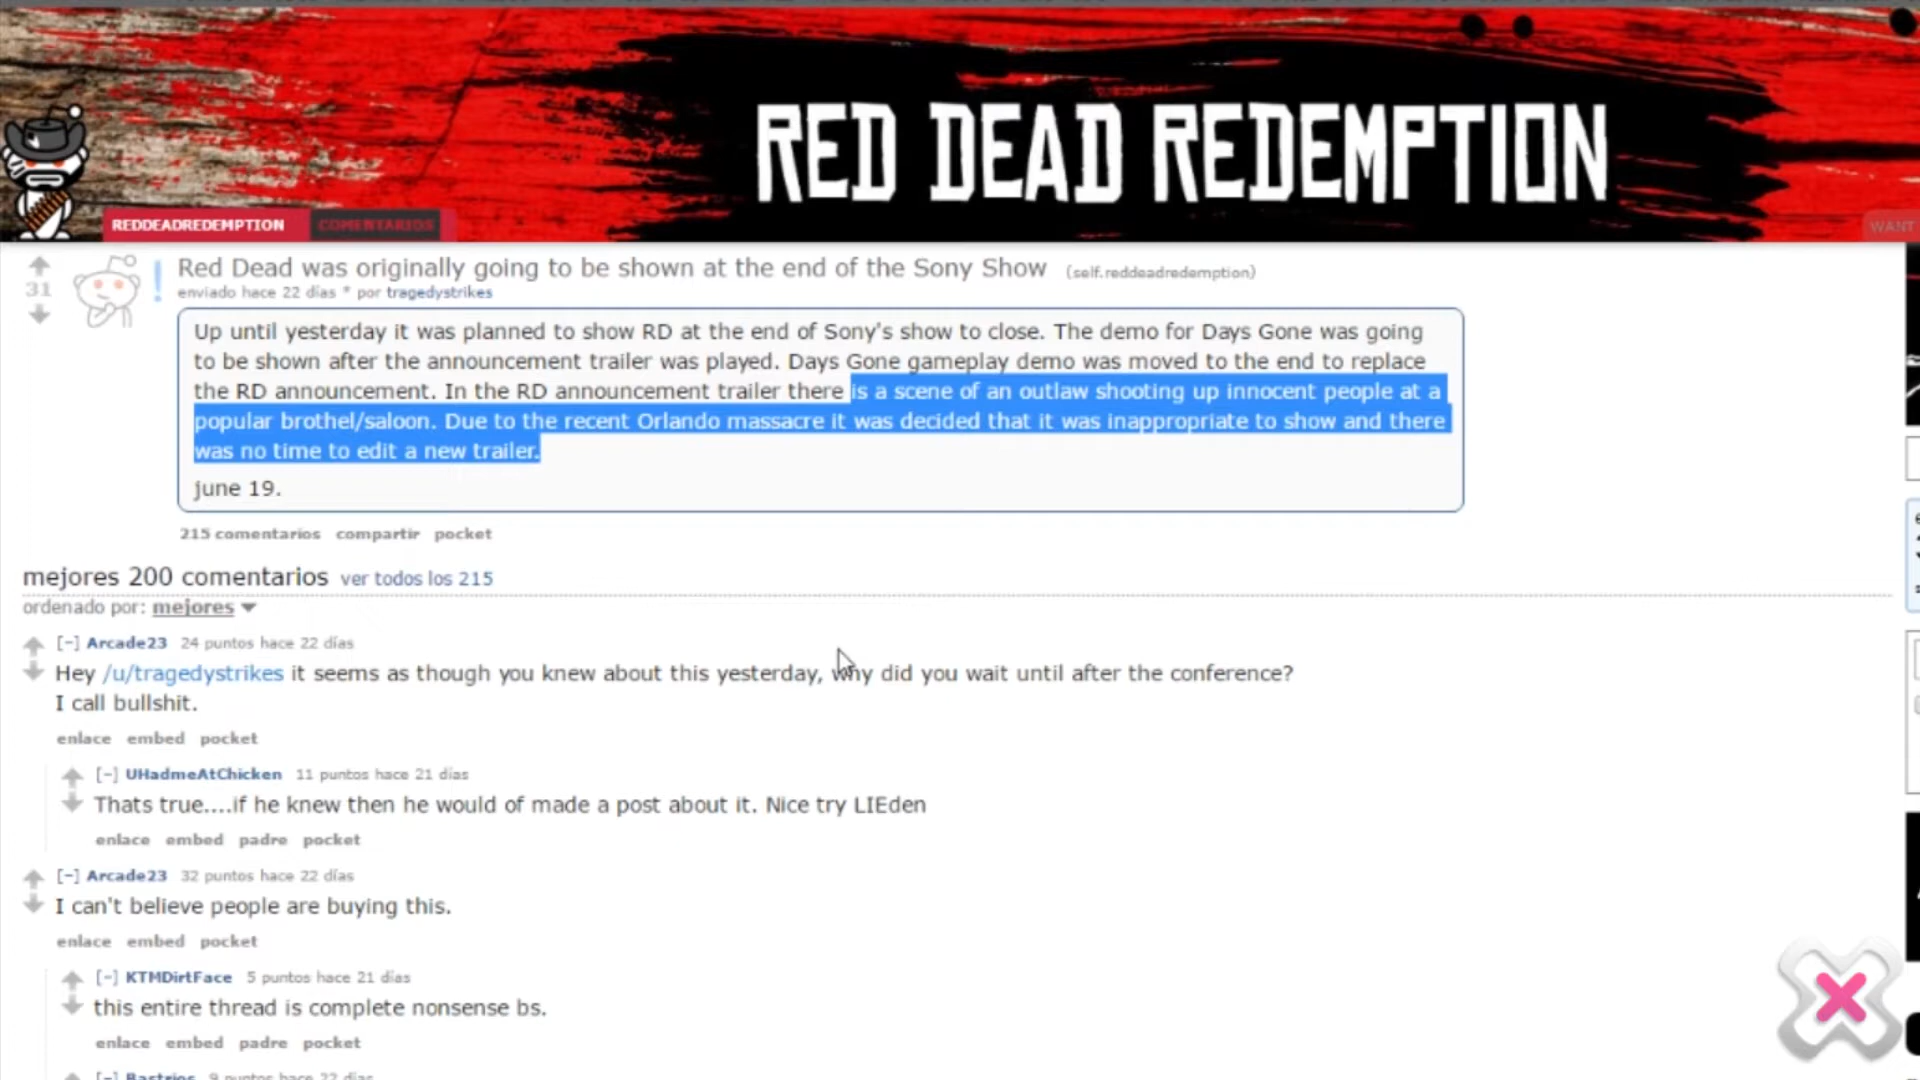 RED DEAD REDEMPTION
REDDEADREDEMPTION
COMENTARIOS
WANT
31
Red Dead was originally going to be shown at the end of the Sony Show (self.reddeadredemption)
enviado hace 22 días * por tragedystrikes
Up until yesterday it was planned to show RD at the end of Sony's show to close. The demo for Days Gone was going
to be shown after the announcement trailer was played. Days Gone gameplay demo was moved to the end to replace
the RD announcement. In the RD announcement trailer there is a scene of an outlaw shooting up innocent people at a
popular brothel/saloon. Due to the recent Orlando massacre it was decided that it was inappropriate to show and there
was no time to edit a new trailer.
june 19.
215 comentarios compartir pocket
mejores 200 comentarios ver todos los 215
ordenado por: mejores
[-] Arcade23 24 puntos hace 22 días
Hey /u/tragedystrikes it seems as though you knew about this yesterday, why did you wait until after the conference?
I call bullshit.
enlace embed pocket
[-] UHadmeAtChicken 11 puntos hace 21 días
Thats true....if he knew then he would of made a post about it. Nice try LIEden
enlace embed padre pocket
[-] Arcade23 32 puntos hace 22 días
I can't believe people are buying this.
enlace embed pocket
[-] KTMDirtFace 5 puntos hace 21 días
this entire thread is complete nonsense bs.
enlace embed padre pocket
[-] Bastrios 9 puntos hace 22 días